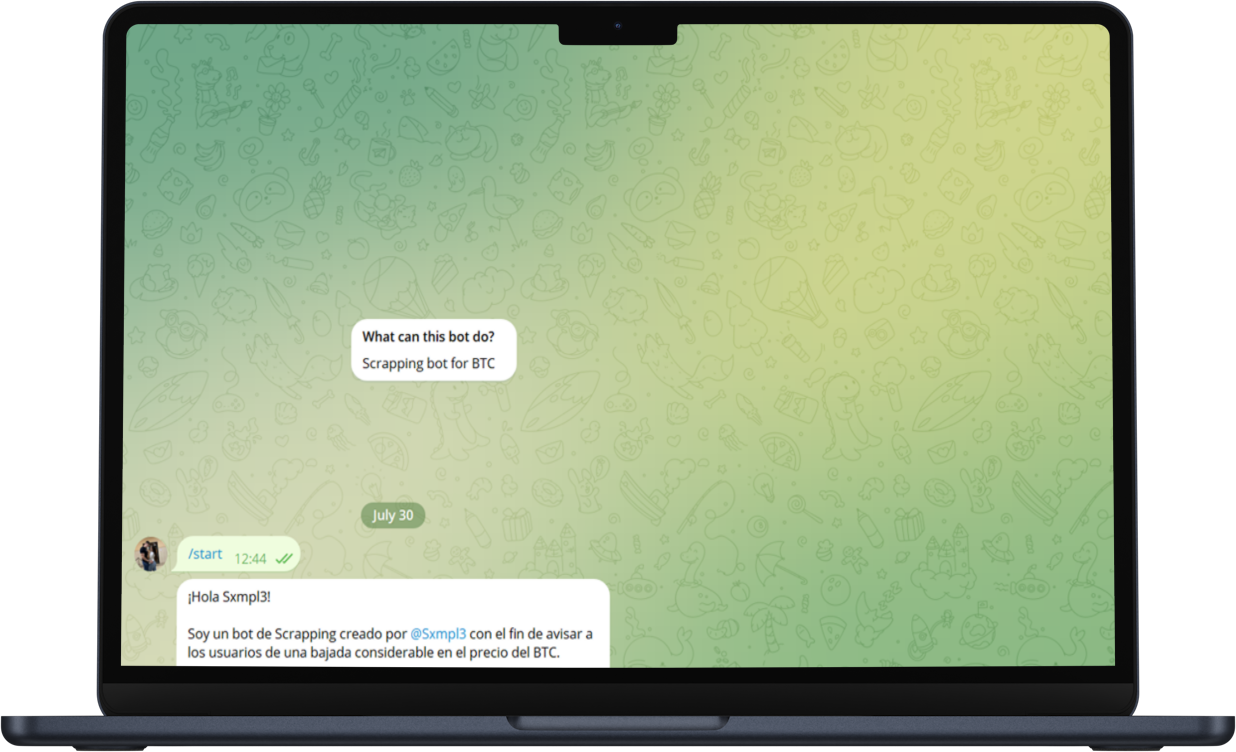 What can this bot do?
Scrapping bot for BTC
July 30
/start 12:44
¡Hola Sxmpl3!
Soy un bot de Scrapping creado por @Sxmpl3 con el fin de avisar a
los usuarios de una bajada considerable en el precio del BTC.